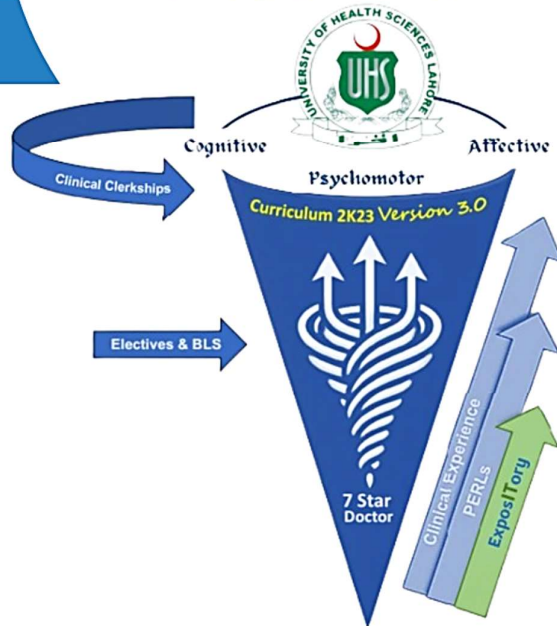 UNIVERSITY OF HEALTH SCIENCES LAHORE
UHS
Cognitive
Affective
Psychomotor
Clinical Clerkships
Curriculum 2K23 Version 3.0
Electives & BLS
7 Star
Doctor
Clinical Experience
PERLs
ExposITory